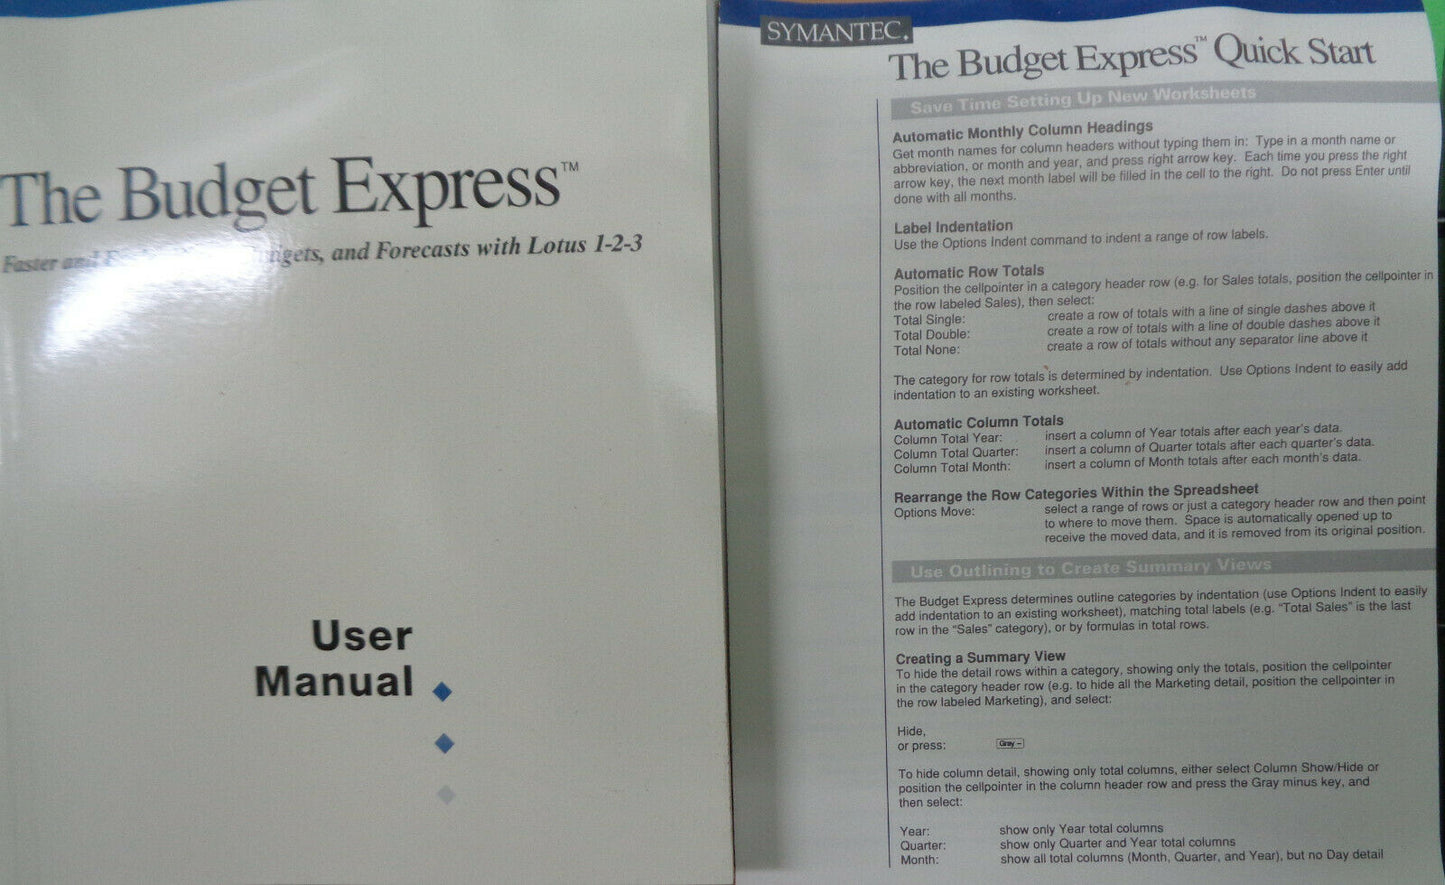 The Budget Express™
Faster and gets, and Forecasts with Lotus 1-2-3
User
Manual
SYMANTEC.
The Budget Express™ Quick Start
Save Time Setting Up New Worksheets
Automatic Monthly Column Headings
Get month names for column headers without typing them in: Type in a month name or
abbreviation, or month and year, and press right arrow key. Each time you press the right
arrow key, the next month label will be filled in the cell to the right. Do not press Enter until
done with all months.
Label Indentation
Use the Options Indent command to indent a range of row labels.
Automatic Row Totals
Position the cellpointer in a category header row (e.g. for Sales totals, position the cellpointer in
the row labeled Sales), then select:
Total Single: create a row of totals with a line of single dashes above it
Total Double: create a row of totals with a line of double dashes above it
Total None: create a row of totals without any separator line above it
The category for row totals is determined by indentation. Use Options Indent to easily add
indentation to an existing worksheet.
Automatic Column Totals
Column Total Year: insert a column of Year totals after each year's data.
Column Total Quarter: insert a column of Quarter totals after each quarter's data.
Column Total Month: insert a column of Month totals after each month's data.
Rearrange the Row Categories Within the Spreadsheet
Options Move: select a range of rows or just a category header row and then point
to where to move them. Space is automatically opened up to
receive the moved data, and it is removed from its original position.
Use Outlining to Create Summary Views
The Budget Express determines outline categories by indentation (use Options Indent to easily
add indentation to an existing worksheet), matching total labels (e.g. "Total Sales" is the last
row in the "Sales" category), or by formulas in total rows.
Creating a Summary View
To hide the detail rows within a category, showing only the totals, position the cellpointer
in the category header row (e.g. to hide all the Marketing detail, position the cellpointer in
the row labeled Marketing), and select:
Hide,
or press: Gray –
To hide column detail, showing only total columns, either select Column Show/Hide or
position the cellpointer in the column header row and press the Gray minus key, and
then select:
Year: show only Year total columns
Quarter: show only Quarter and Year total columns
Month: show all total columns (Month, Quarter, and Year), but no Day detail